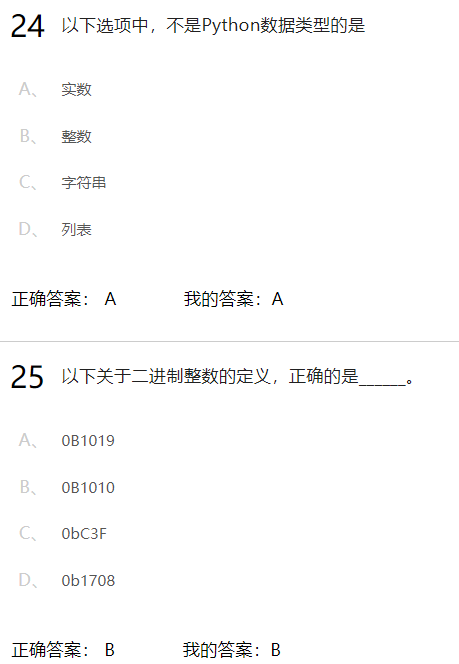 24 以下选项中，不是Python数据类型的是
A、 实数
B、 整数
C、 字符串
D、 列表
正确答案： A 我的答案：A
25 以下关于二进制整数的定义，正确的是______。
A、 0B1019
B、 0B1010
C、 0bC3F
D、 0b1708
正确答案： B 我的答案：B